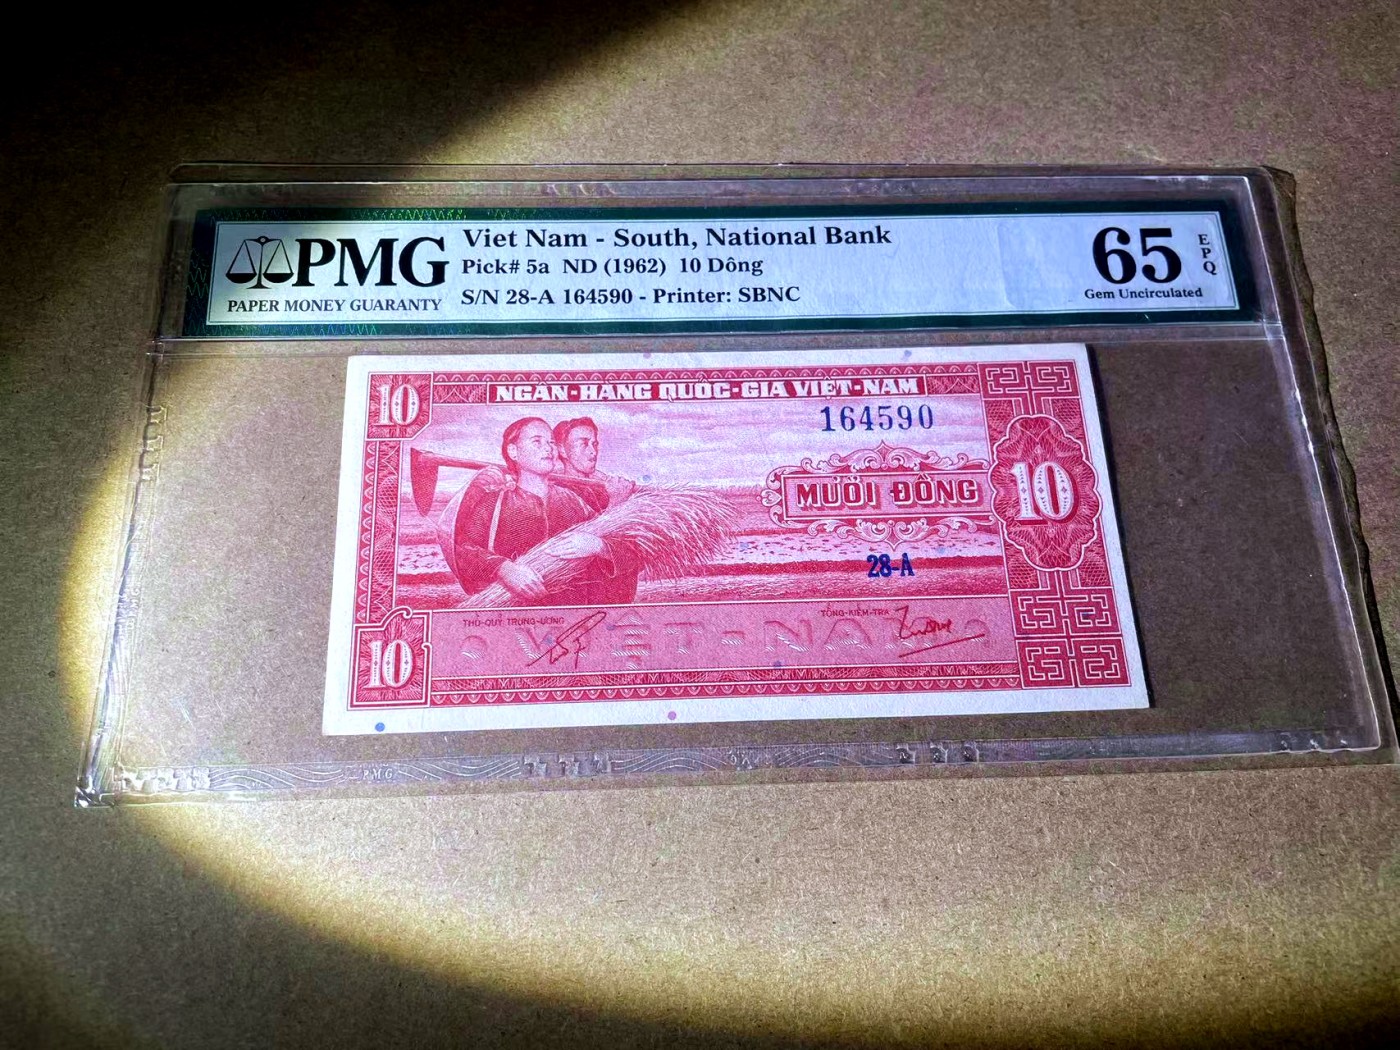 PMG
PAPER MONEY GUARANTY
Viet Nam - South, National Bank
Pick# 5a ND (1962) 10 Dông
S/N 28-A 164590 - Printer: SBNC
65
EPQ
Gem Uncirculated
10
NGÂN-HÀNG QUỐC-GIA VIỆT-NAM
164590
MƯỜI ĐỒNG
10
28-A
THỦ-QUỸ TRUNG-ƯƠNG
TỔNG-KIỂM-TRA
VIỆT-NAM
10
PMG